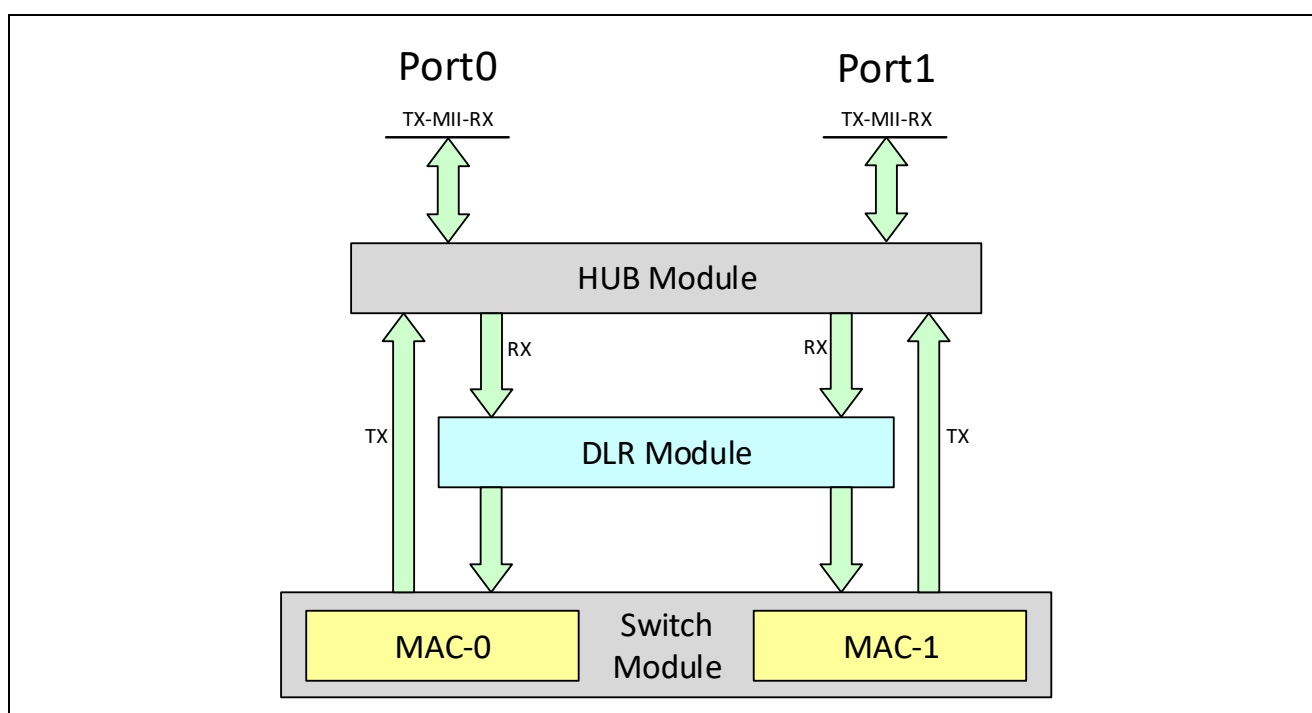 Port0
Port1
TX-MII-RX
TX-MII-RX
HUB Module
RX
RX
TX
TX
DLR Module
MAC-0
Switch
Module
MAC-1